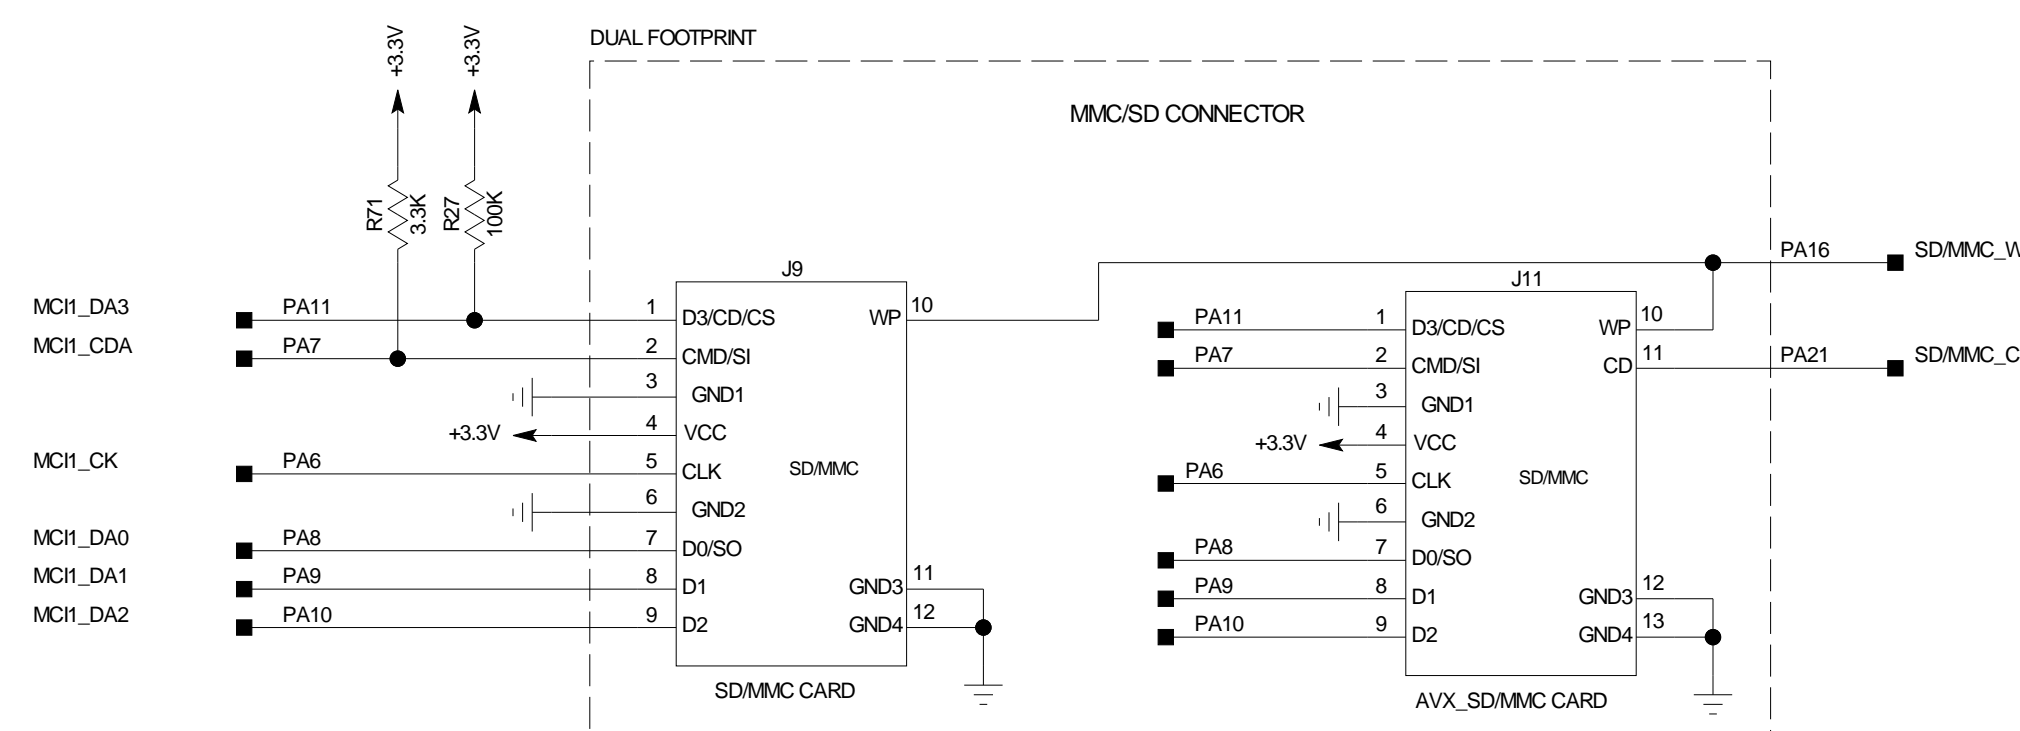 +3.3V
+3.3V
DUAL FOOTPRINT
MMC/SD CONNECTOR
R71
3.3K
R27
100K
MCI1_DA3
PA11
MCI1_CDA
PA7
MCI1_CK
PA6
MCI1_DA0
PA8
MCI1_DA1
PA9
MCI1_DA2
PA10
+3.3V
J9
1
D3/CD/CS
2
CMD/SI
3
GND1
4
VCC
5
CLK
6
GND2
7
D0/SO
8
D1
9
D2
SD/MMC
WP
10
GND3
11
GND4
12
SD/MMC CARD
PA11
PA7
+3.3V
PA6
PA8
PA9
PA10
J11
1
D3/CD/CS
2
CMD/SI
3
GND1
4
VCC
5
CLK
6
GND2
7
D0/SO
8
D1
9
D2
SD/MMC
WP
10
CD
11
GND3
12
GND4
13
AVX_SD/MMC CARD
PA16
SD/MMC_W
PA21
SD/MMC_C